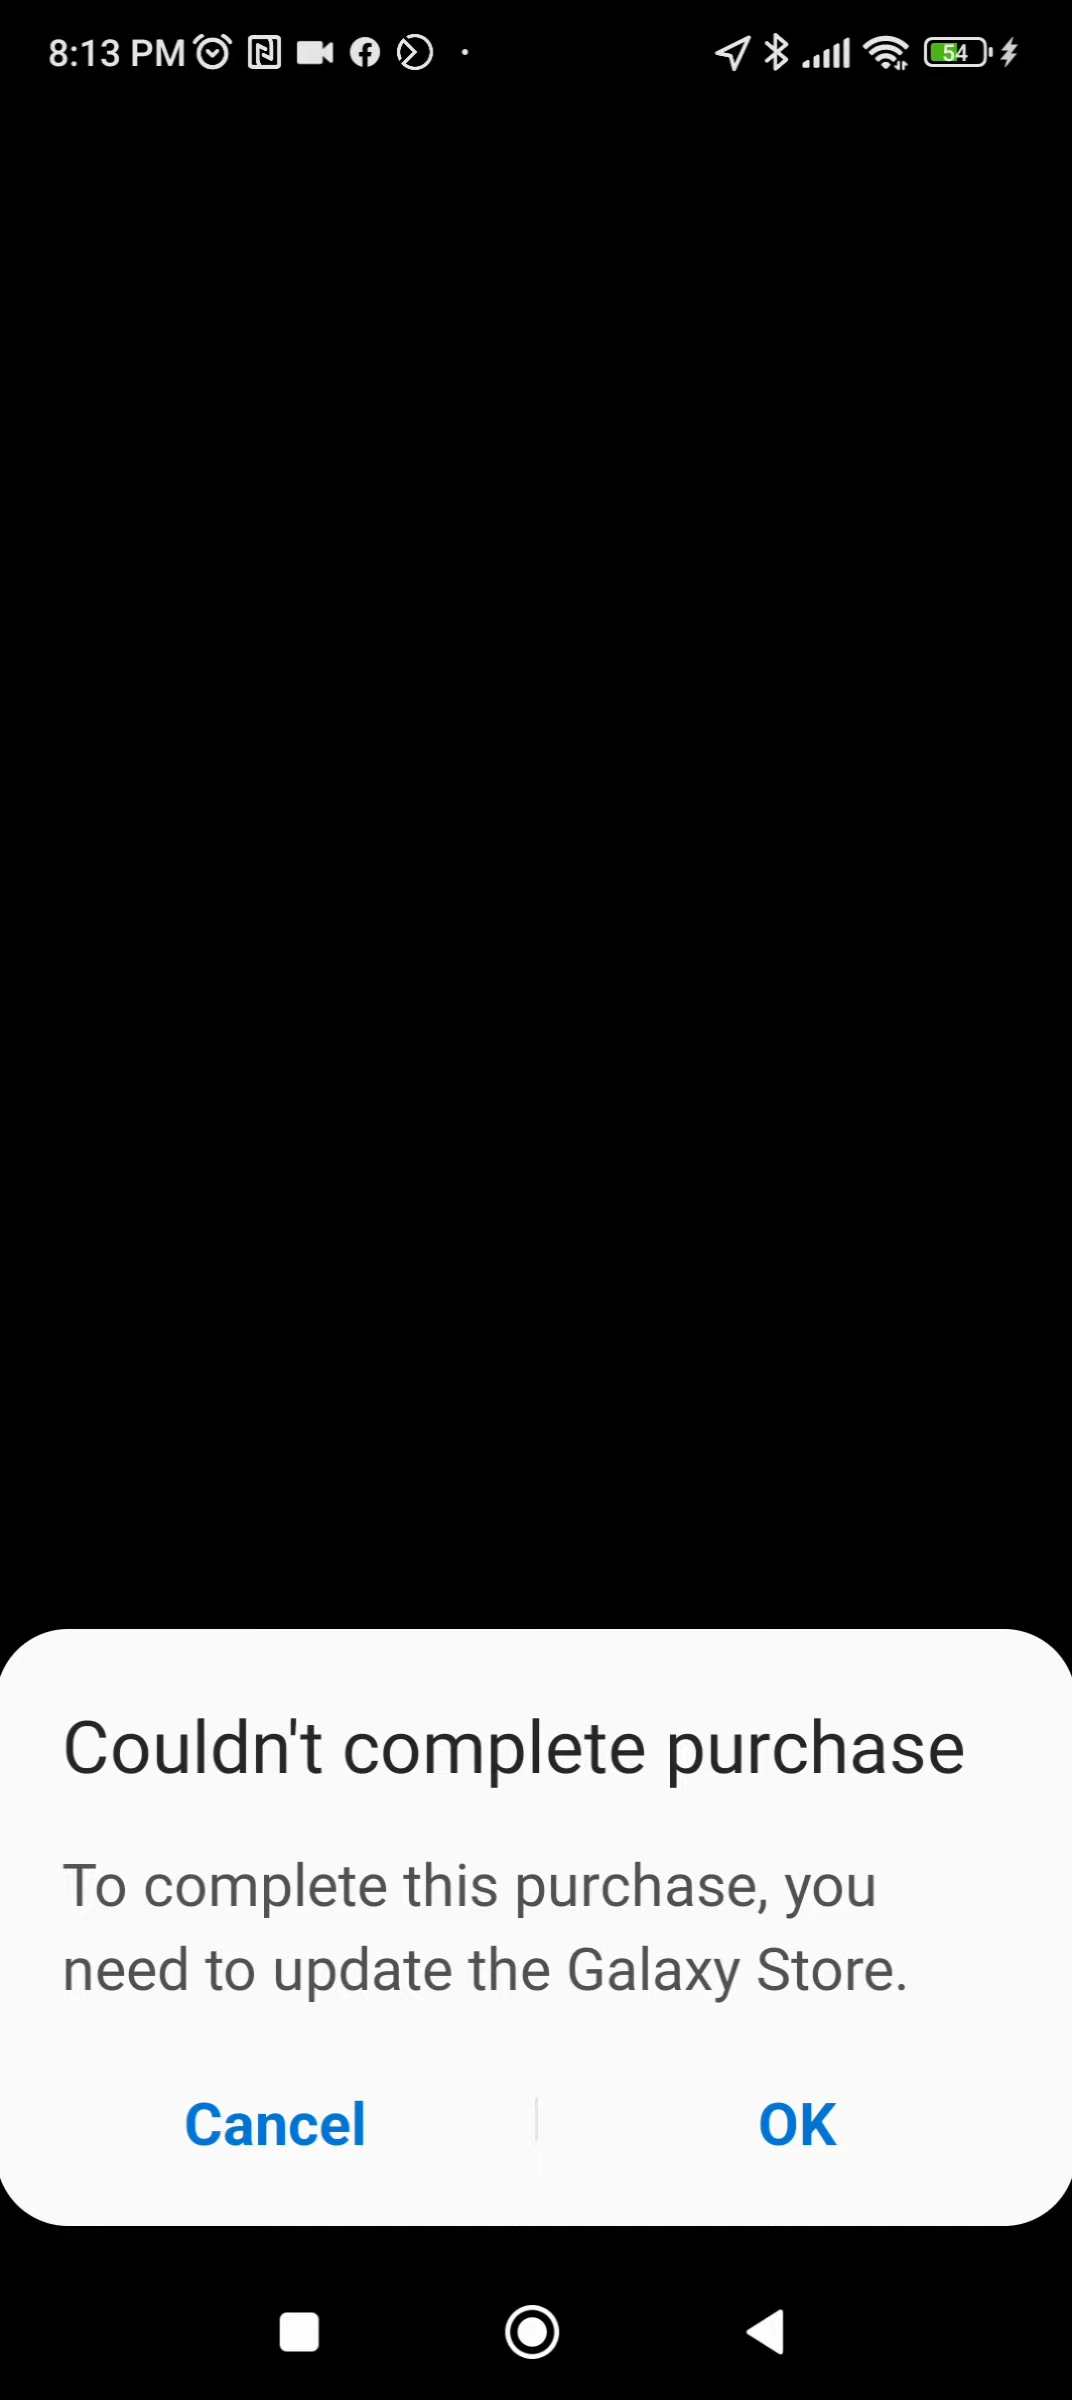 8:13 PM
54
Couldn't complete purchase
To complete this purchase, you
need to update the Galaxy Store.
Cancel
OK